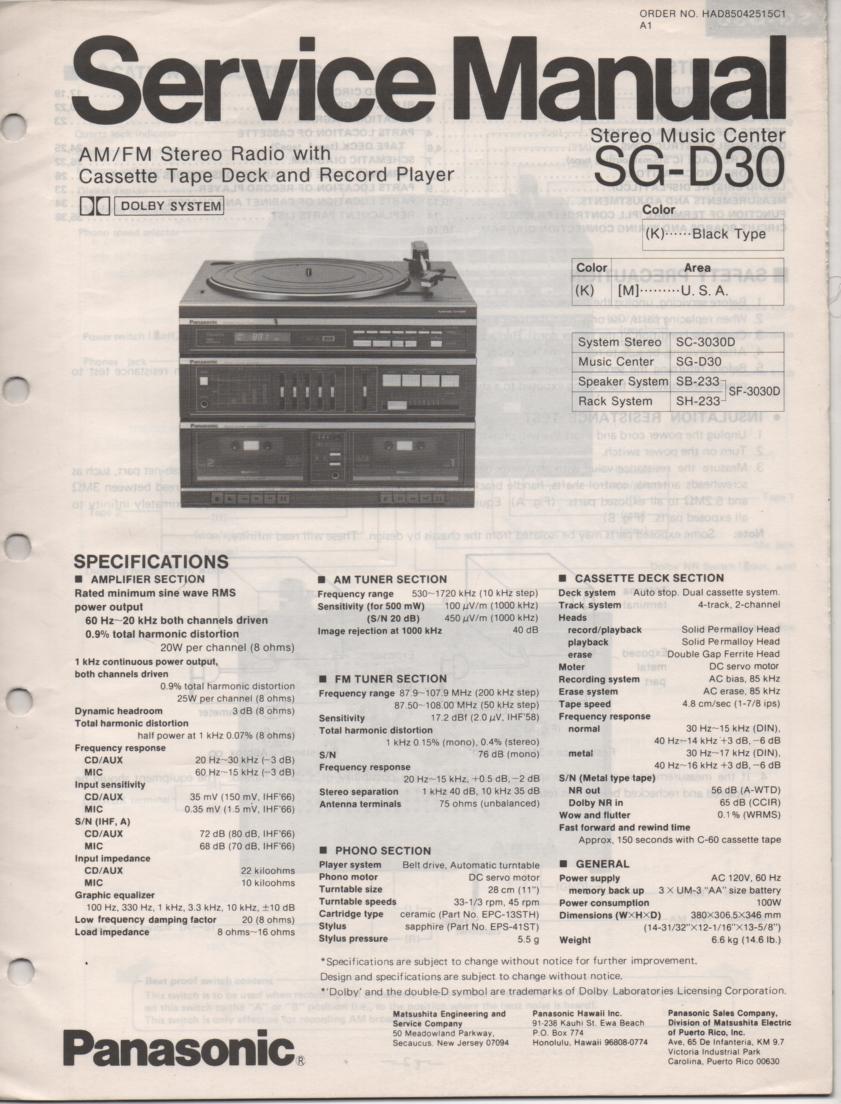 ORDER NO. HAD85042515C1
A1
Service Manual
Stereo Music Center
SG-D30
AM/FM Stereo Radio with
Cassette Tape Deck and Record Player
DOLBY SYSTEM
Color
(K)······Black Type
Color Area
(K) [M]·········U. S. A.
System Stereo SC-3030D
Music Center SG-D30
Speaker System SB-233
SF-3030D
Rack System SH-233
Panasonic
Panasonic
Panasonic
SPECIFICATIONS
■ AMPLIFIER SECTION
Rated minimum sine wave RMS
power output
60 Hz~20 kHz both channels driven
0.9% total harmonic distortion
20W per channel (8 ohms)
1 kHz continuous power output,
both channels driven
0.9% total harmonic distortion
25W per channel (8 ohms)
Dynamic headroom 3 dB (8 ohms)
Total harmonic distortion
half power at 1 kHz 0.07% (8 ohms)
Frequency response
CD/AUX 20 Hz~30 kHz (−3 dB)
MIC 60 Hz~15 kHz (−3 dB)
Input sensitivity
CD/AUX 35 mV (150 mV, IHF'66)
MIC 0.35 mV (1.5 mV, IHF'66)
S/N (IHF, A)
CD/AUX 72 dB (80 dB, IHF'66)
MIC 68 dB (70 dB, IHF'66)
Input impedance
CD/AUX 22 kiloohms
MIC 10 kiloohms
Graphic equalizer
100 Hz, 330 Hz, 1 kHz, 3.3 kHz, 10 kHz, ±10 dB
Low frequency damping factor 20 (8 ohms)
Load impedance 8 ohms~16 ohms
■ AM TUNER SECTION
Frequency range 530~1720 kHz (10 kHz step)
Sensitivity (for 500 mW) 100 μV/m (1000 kHz)
(S/N 20 dB) 450 μV/m (1000 kHz)
Image rejection at 1000 kHz 40 dB
■ FM TUNER SECTION
Frequency range 87.9~107.9 MHz (200 kHz step)
87.50~108.00 MHz (50 kHz step)
Sensitivity 17.2 dBf (2.0 μV, IHF'58)
Total harmonic distortion
1 kHz 0.15% (mono), 0.4% (stereo)
S/N 76 dB (mono)
Frequency response
20 Hz~15 kHz, +0.5 dB, −2 dB
Stereo separation 1 kHz 40 dB, 10 kHz 35 dB
Antenna terminals 75 ohms (unbalanced)
■ PHONO SECTION
Player system Belt drive, Automatic turntable
Phono motor DC servo motor
Turntable size 28 cm (11")
Turntable speeds 33-1/3 rpm, 45 rpm
Cartridge type ceramic (Part No. EPC-13STH)
Stylus sapphire (Part No. EPS-41ST)
Stylus pressure 5.5 g
■ CASSETTE DECK SECTION
Deck system Auto stop. Dual cassette system.
Track system 4-track, 2-channel
Heads
record/playback Solid Permalloy Head
playback Solid Permalloy Head
erase Double Gap Ferrite Head
Moter DC servo motor
Recording system AC bias, 85 kHz
Erase system AC erase, 85 kHz
Tape speed 4.8 cm/sec (1-7/8 ips)
Frequency response
normal 30 Hz~15 kHz (DIN),
40 Hz~14 kHz +3 dB, −6 dB
metal 30 Hz~17 kHz (DIN),
40 Hz~16 kHz +3 dB, −6 dB
S/N (Metal type tape)
NR out 56 dB (A-WTD)
Dolby NR in 65 dB (CCIR)
Wow and flutter 0.1% (WRMS)
Fast forward and rewind time
Approx, 150 seconds with C-60 cassette tape
■ GENERAL
Power supply AC 120V, 60 Hz
memory back up 3×UM-3 "AA" size battery
Power consumption 100W
Dimensions (W×H×D) 380×306.5×346 mm
(14-31/32"×12-1/16"×13-5/8")
Weight 6.6 kg (14.6 lb.)
*Specifications are subject to change without notice for further improvement.
Design and specifications are subject to change without notice.
*'Dolby' and the double-D symbol are trademarks of Dolby Laboratories Licensing Corporation.
Panasonic®
Matsushita Engineering and
Service Company
50 Meadowland Parkway,
Secaucus, New Jersey 07094
Panasonic Hawaii Inc.
91-238 Kauhi St. Ewa Beach
P.O. Box 774
Honolulu, Hawaii 96808-0774
Panasonic Sales Company,
Division of Matsushita Electric
of Puerto Rico, Inc.
Ave, 65 De Infanteria, KM 9.7
Victoria Industrial Park
Carolina, Puerto Rico 00630